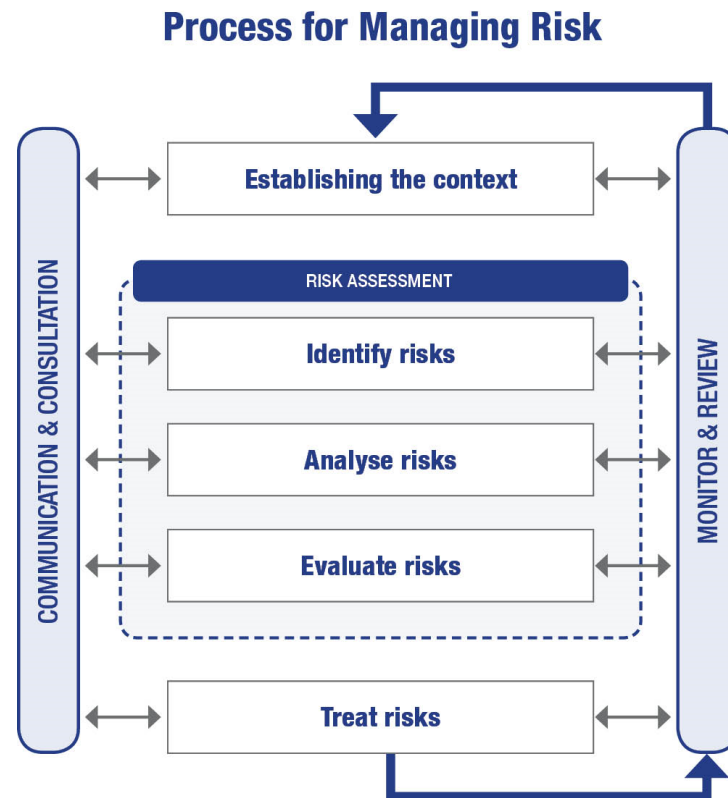 Process for Managing Risk
Establishing the context
RISK ASSESSMENT
Identify risks
Analyse risks
Evaluate risks
Treat risks
COMMUNICATION & CONSULTATION
MONITOR & REVIEW